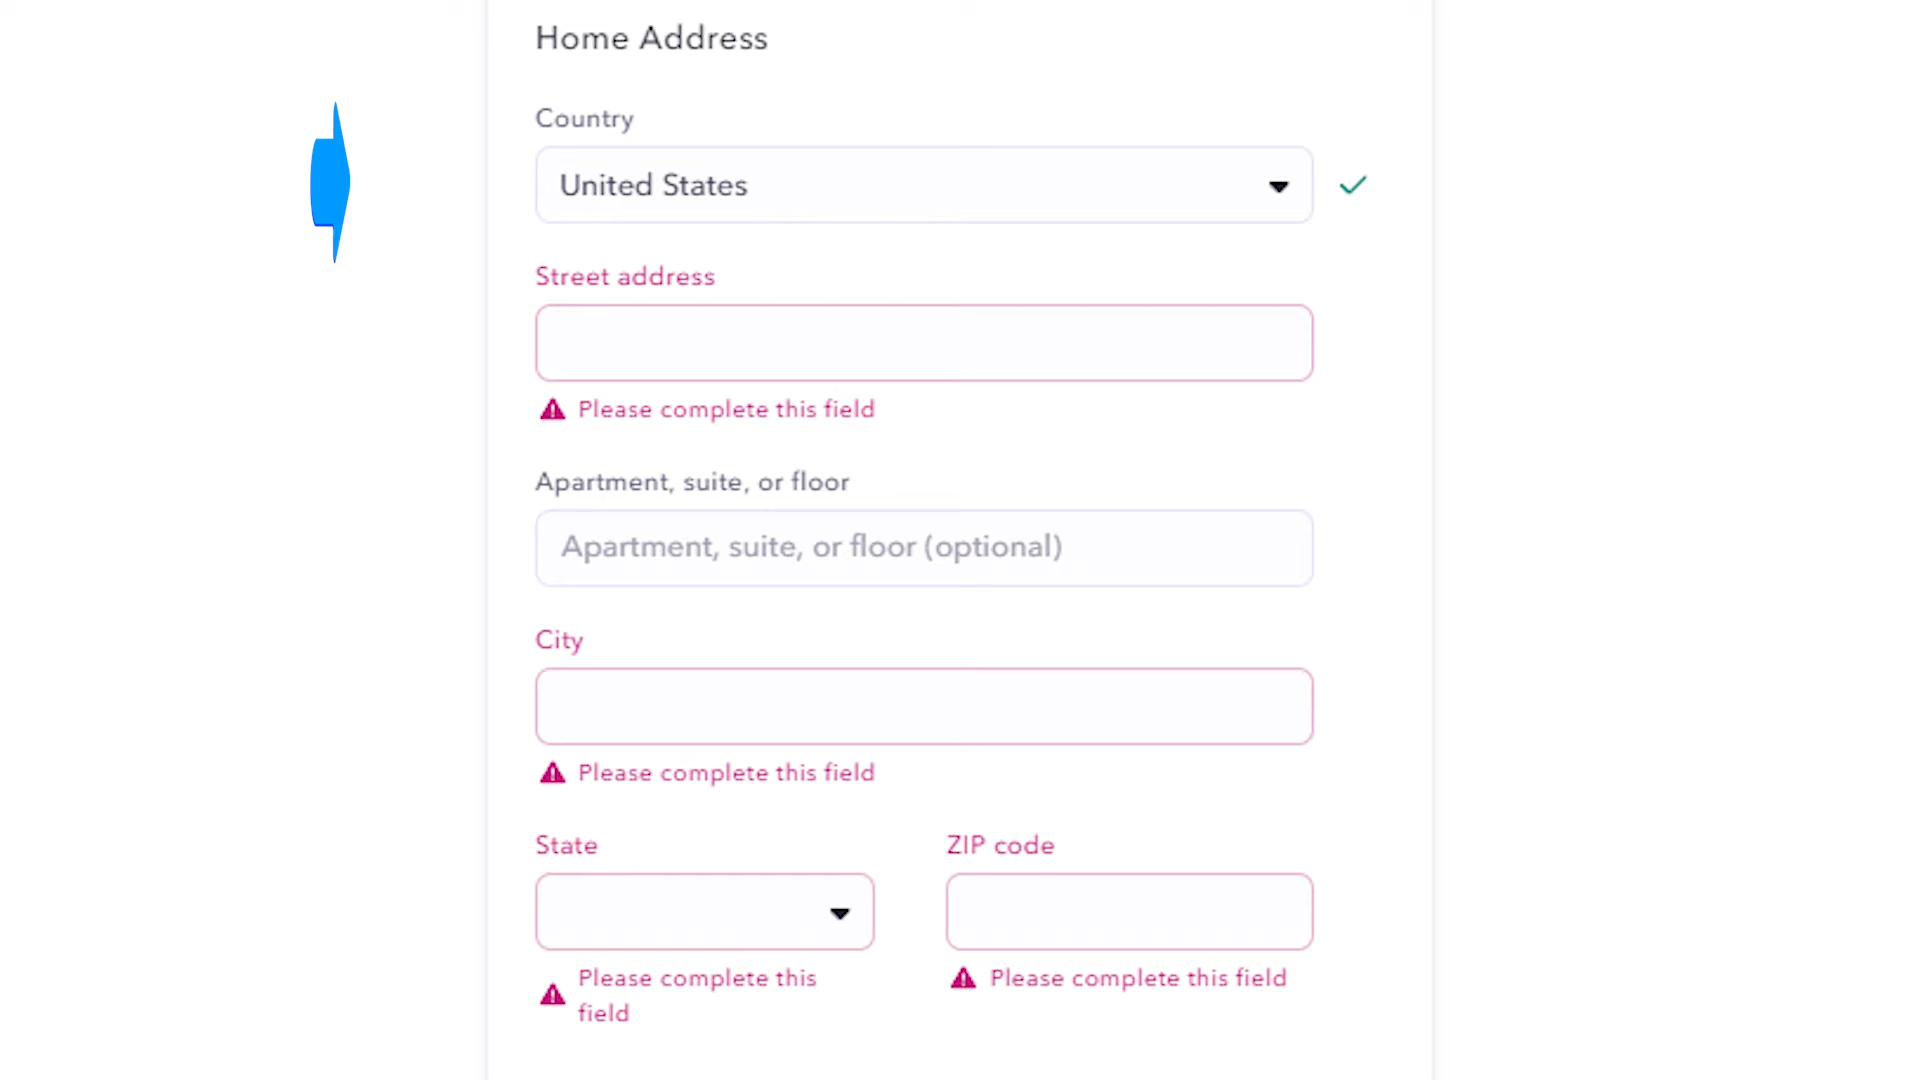 Home Address
Country
United States
Street address
Please complete this field
Apartment, suite, or floor
Apartment, suite, or floor (optional)
City
Please complete this field
State
Please complete this
field
ZIP code
Please complete this field